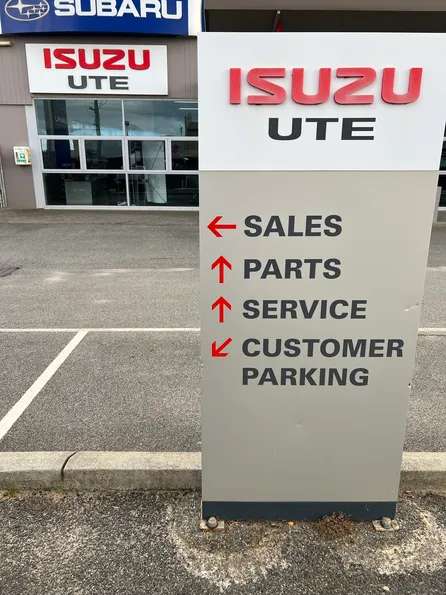 SUBARU
ISUZU
UTE
ISUZU
UTE
SALES
PARTS
SERVICE
CUSTOMER
PARKING